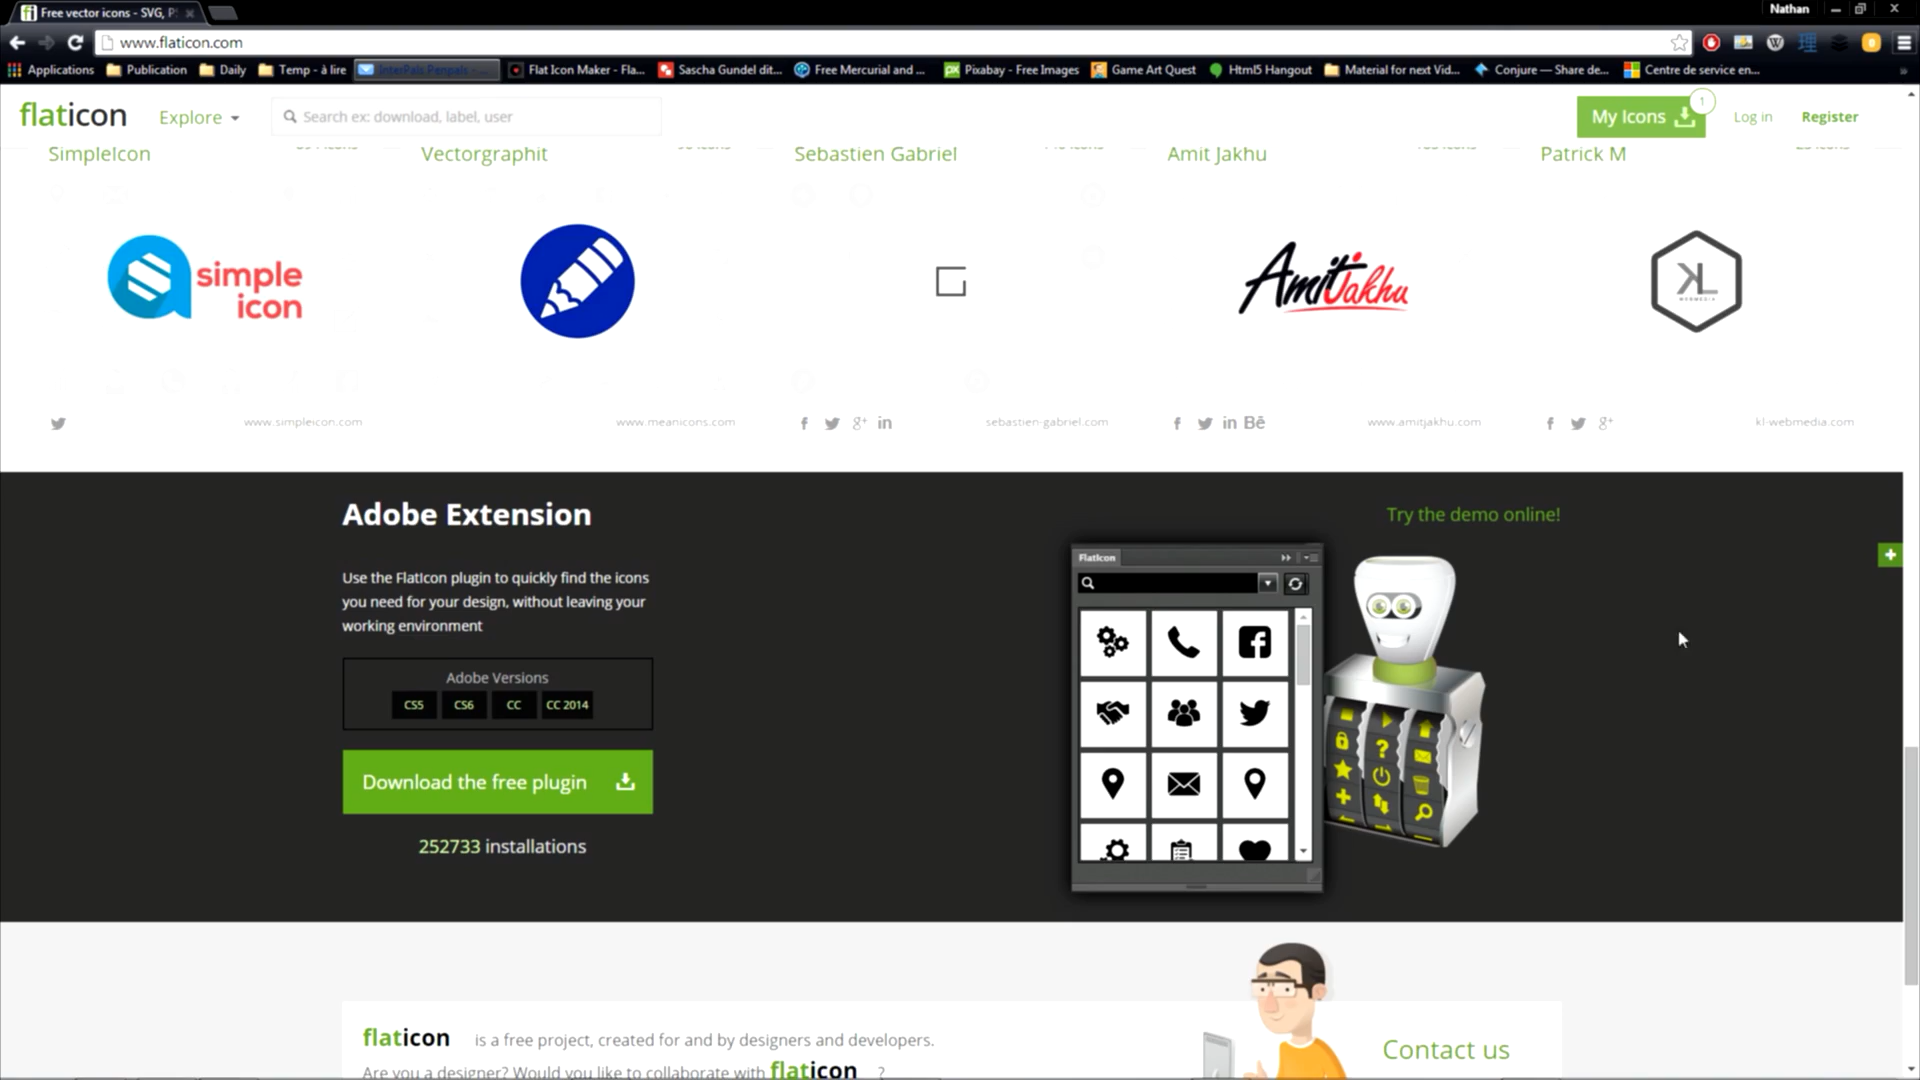 Free vector icons - SVG, P
Nathan
www.flaticon.com
Applications Publication Daily Temp - à lire InterPals Penpals - ... Flat Icon Maker - Fla... Sascha Gundel dit... Free Mercurial and ... Pixabay - Free Images Game Art Quest Html5 Hangout Material for next Vid... Conjure — Share de... Centre de service en...
flaticon Explore Search ex: download, label, user My Icons 1 Log in Register
SimpleIcon Vectorgraphit Sebastien Gabriel Amit Jakhu Patrick M
simple
icon
Amit Jakhu
KL
WEBMEDIA
www.simpleicon.com www.meanicons.com sebastien-gabriel.com www.amitjakhu.com kl-webmedia.com
Adobe Extension
Try the demo online!
Use the FlatIcon plugin to quickly find the icons
you need for your design, without leaving your
working environment
FlatIcon
Adobe Versions
CS5 CS6 CC CC 2014
Download the free plugin
252733 installations
flaticon is a free project, created for and by designers and developers.
Contact us
Are you a designer? Would you like to collaborate with flaticon ?